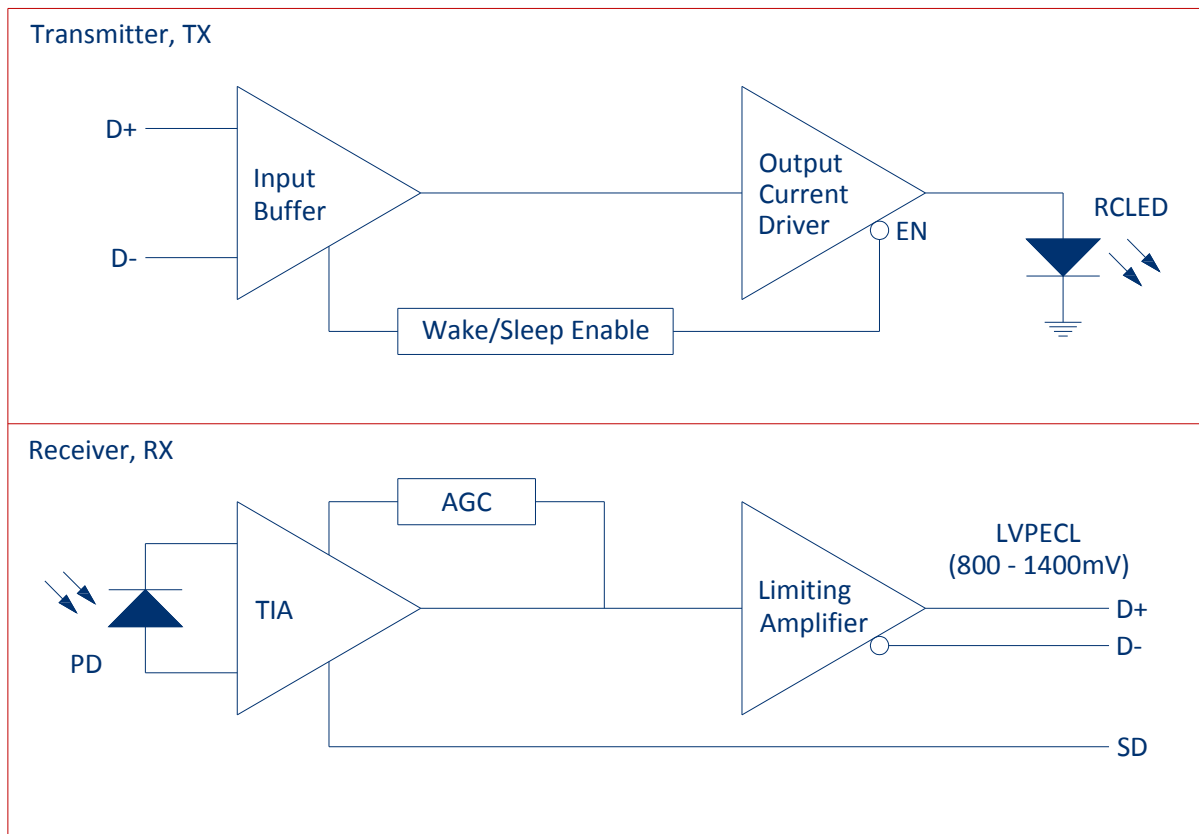 Transmitter, TX
D+
D-
Input
Buffer
Output
Current
Driver
EN
RCLED
Wake/Sleep Enable
Receiver, RX
AGC
PD
TIA
Limiting
Amplifier
LVPECL
(800 - 1400mV)
D+
D-
SD